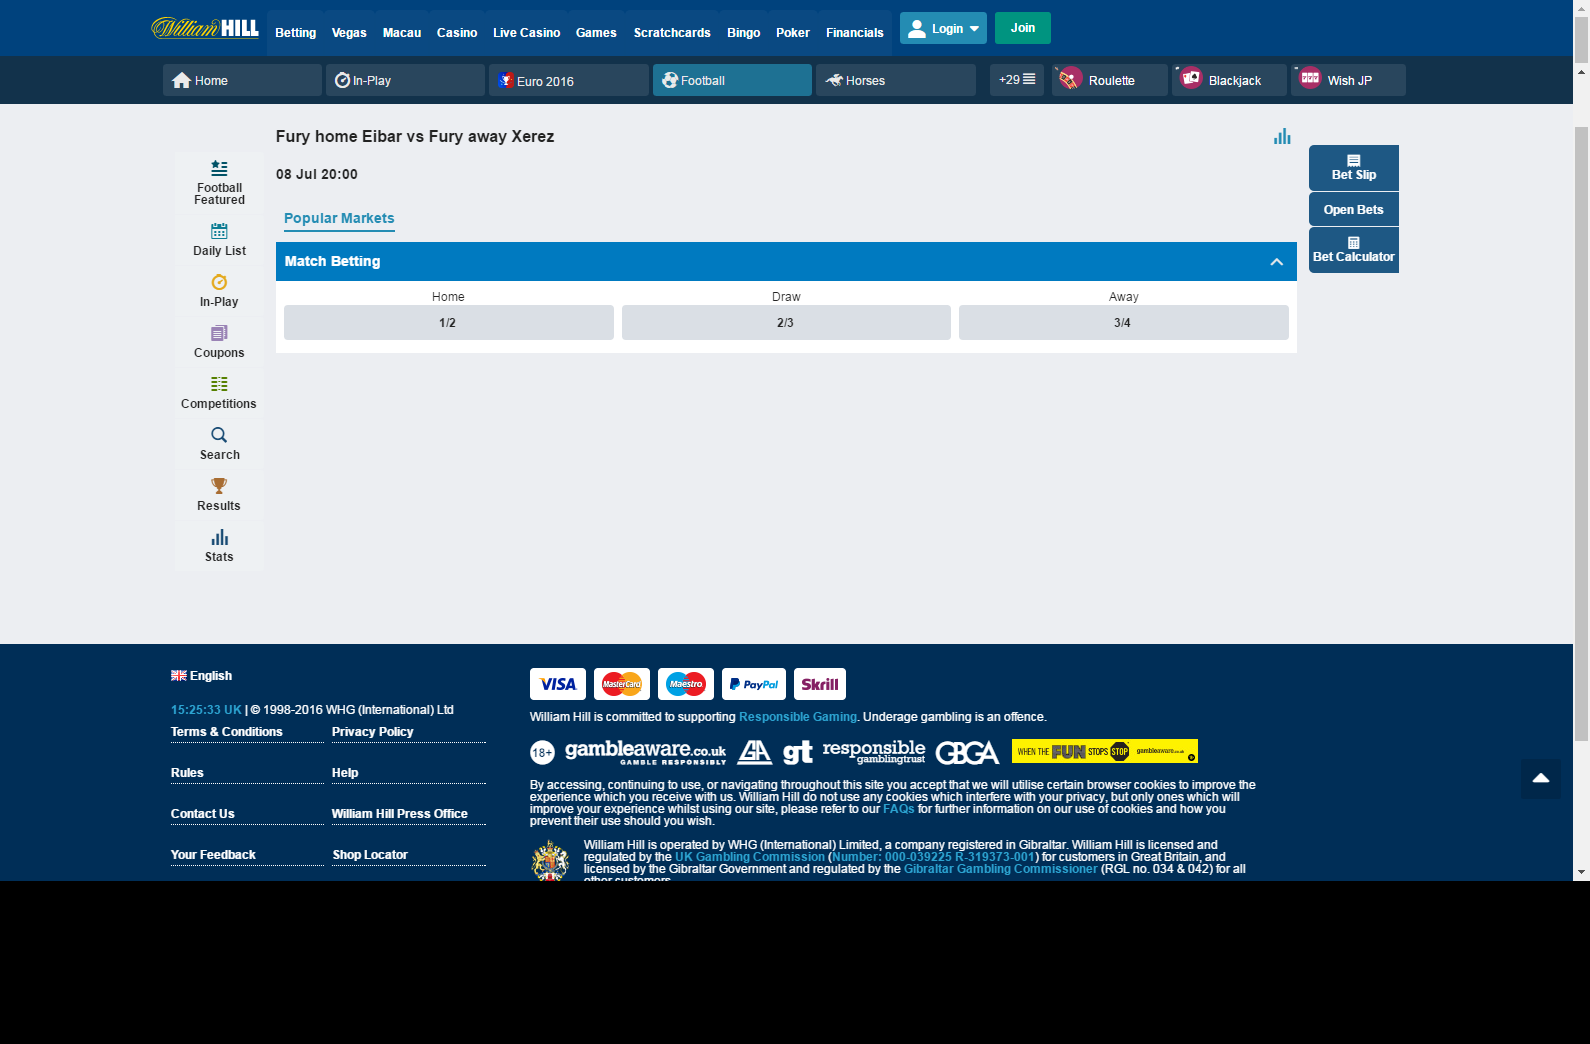 William HILL
Betting Vegas Macau Casino Live Casino Games Scratchcards Bingo Poker Financials Login Join
Home In-Play Euro 2016 Football Horses +29 Roulette Blackjack Wish JP
Fury home Eibar vs Fury away Xerez
08 Jul 20:00
Popular Markets
Match Betting
Home Draw Away
1/2 2/3 3/4
Football
Featured
Daily List
In-Play
Coupons
Competitions
Search
Results
Stats
Bet Slip
Open Bets
Bet Calculator
English
15:25:33 UK | © 1998-2016 WHG (International) Ltd
Terms & Conditions Privacy Policy
Rules Help
Contact Us William Hill Press Office
Your Feedback Shop Locator
VISA MasterCard Maestro PayPal Skrill
William Hill is committed to supporting Responsible Gaming. Underage gambling is an offence.
18+ gambleaware.co.uk GAMBLE RESPONSIBLY GA gt responsible gamblingtrust GBGA WHEN THE FUN STOPS STOP gambleaware.co.uk
By accessing, continuing to use, or navigating throughout this site you accept that we will utilise certain browser cookies to improve the
experience which you receive with us. William Hill do not use any cookies which interfere with your privacy, but only ones which will
improve your experience whilst using our site, please refer to our FAQs for further information on our use of cookies and how you
prevent their use should you wish.
William Hill is operated by WHG (International) Limited, a company registered in Gibraltar. William Hill is licensed and
regulated by the UK Gambling Commission (Number: 000-039225 R-319373-001) for customers in Great Britain, and
licensed by the Gibraltar Government and regulated by the Gibraltar Gambling Commissioner (RGL no. 034 & 042) for all
other customers